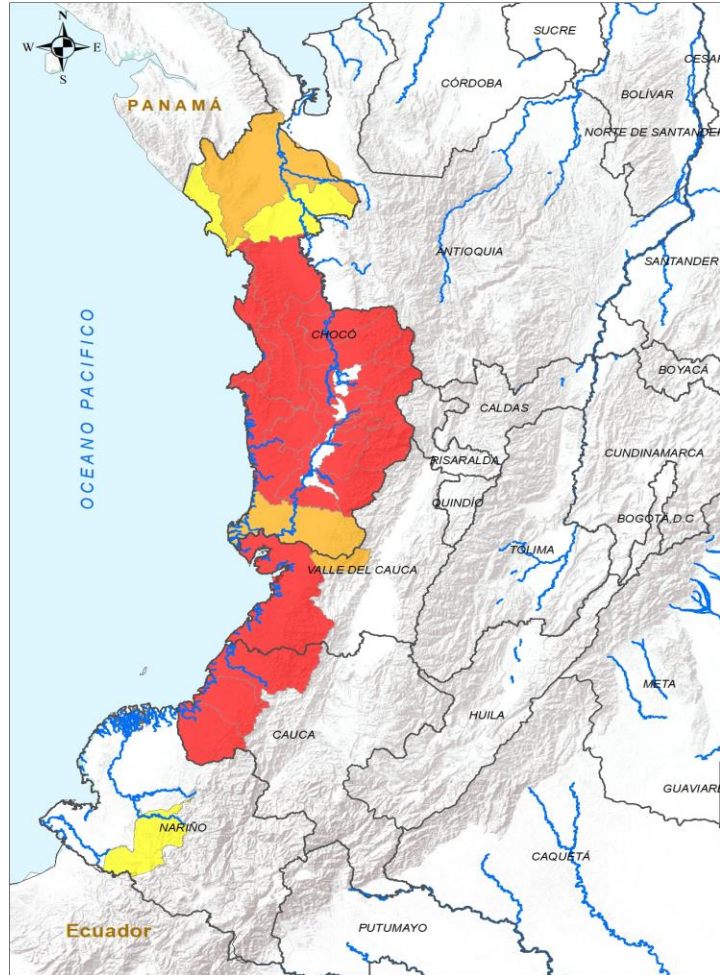 N
W E
S
SUCRE
CESAR
CÓRDOBA
BOLÍVAR
PANAMÁ
NORTE DE SANTANDER
ANTIOQUIA
SANTANDER
OCEANO PACIFICO
CHOCÓ
BOYACÁ
CALDAS
CUNDINAMARCA
RISARALDA
QUINDÍO
BOGOTÁ, D.C
TOLIMA
VALLE DEL CAUCA
META
HUILA
CAUCA
GUAVIARE
NARIÑO
CAQUETÁ
Ecuador
PUTUMAYO